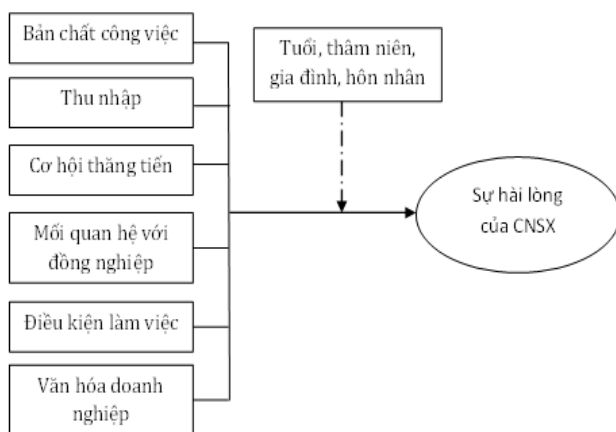 Bản chất công việc
Thu nhập
Cơ hội thăng tiến
Mối quan hệ với
đồng nghiệp
Điều kiện làm việc
Văn hóa doanh
nghiệp
Tuổi, thâm niên,
gia đình, hôn nhân
Sự hài lòng
của CNSX